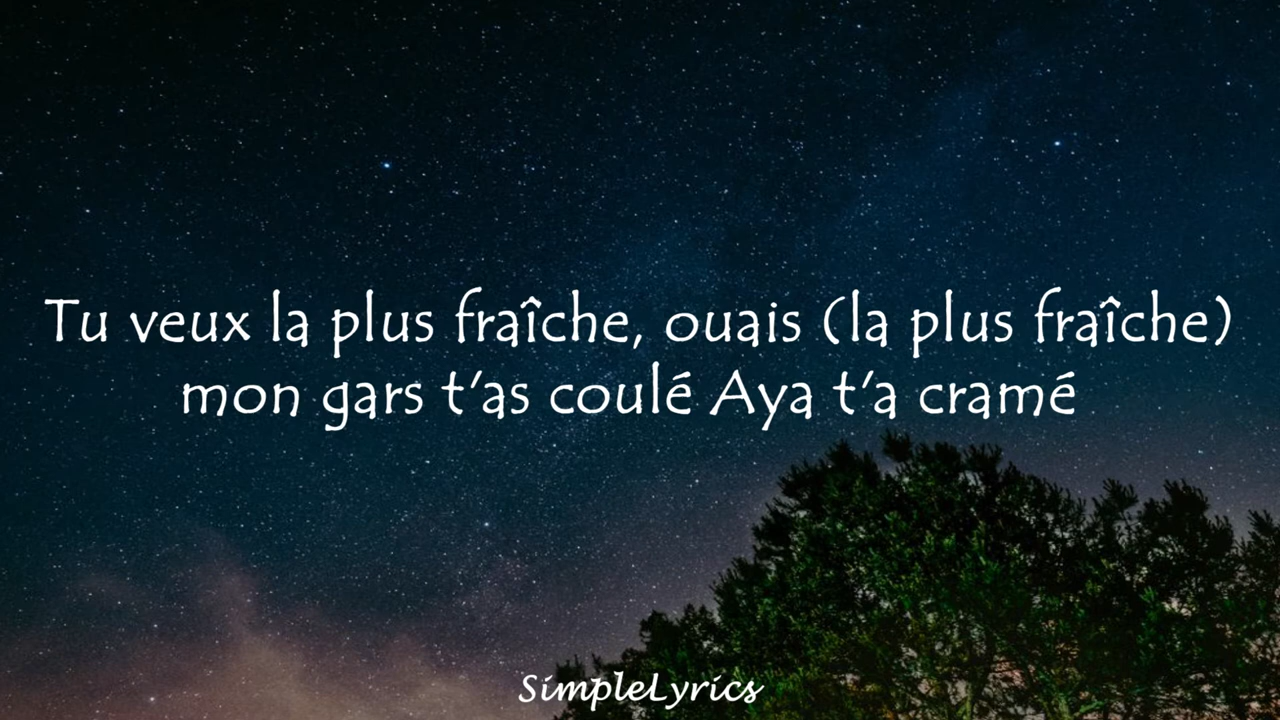 Tu veux la plus fraîche, ouais (la plus fraîche)
mon gars t'as coulé Aya t'a cramé
SimpleLyrics